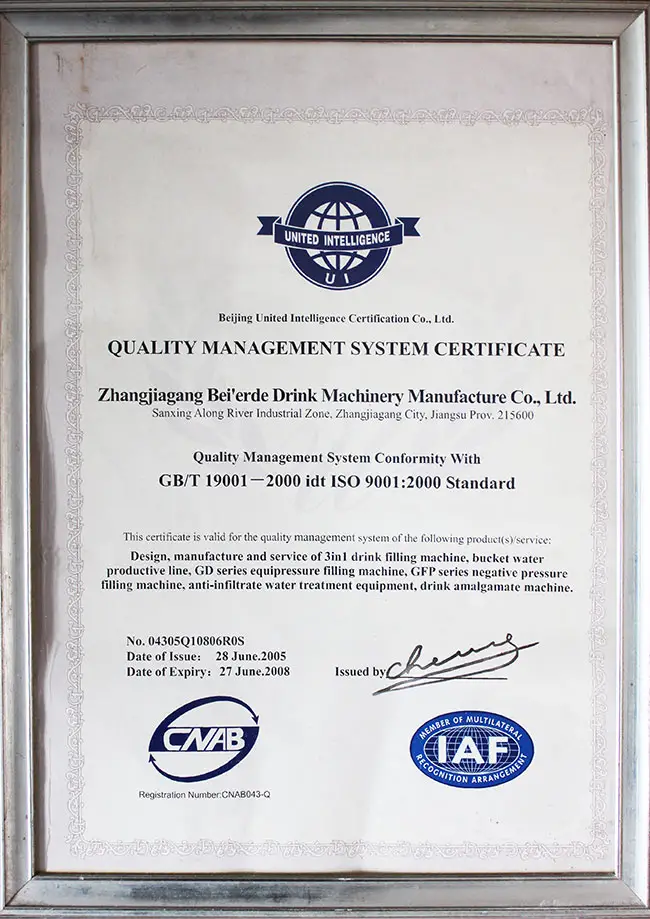 UNITED INTELLIGENCE
UI
Beijing United Intelligence Certification Co., Ltd.
QUALITY MANAGEMENT SYSTEM CERTIFICATE
Zhangjiagang Bei'erde Drink Machinery Manufacture Co., Ltd.
Sanxing Along River Industrial Zone, Zhangjiagang City, Jiangsu Prov. 215600
Quality Management System Conformity With
GB/T 19001－2000 idt ISO 9001:2000 Standard
This certificate is valid for the quality management system of the following product(s)/service:
Design, manufacture and service of 3in1 drink filling machine, bucket water
productive line, GD series equipressure filling machine, GFP series negative pressure
filling machine, anti-infiltrate water treatment equipment, drink amalgamate machine.
No. 04305Q10806R0S
Date of Issue: 28 June.2005
Date of Expiry: 27 June.2008
Issued by
CNAB
Registration Number:CNAB043-Q
MEMBER OF MULTILATERAL
IAF
RECOGNITION ARRANGEMENT